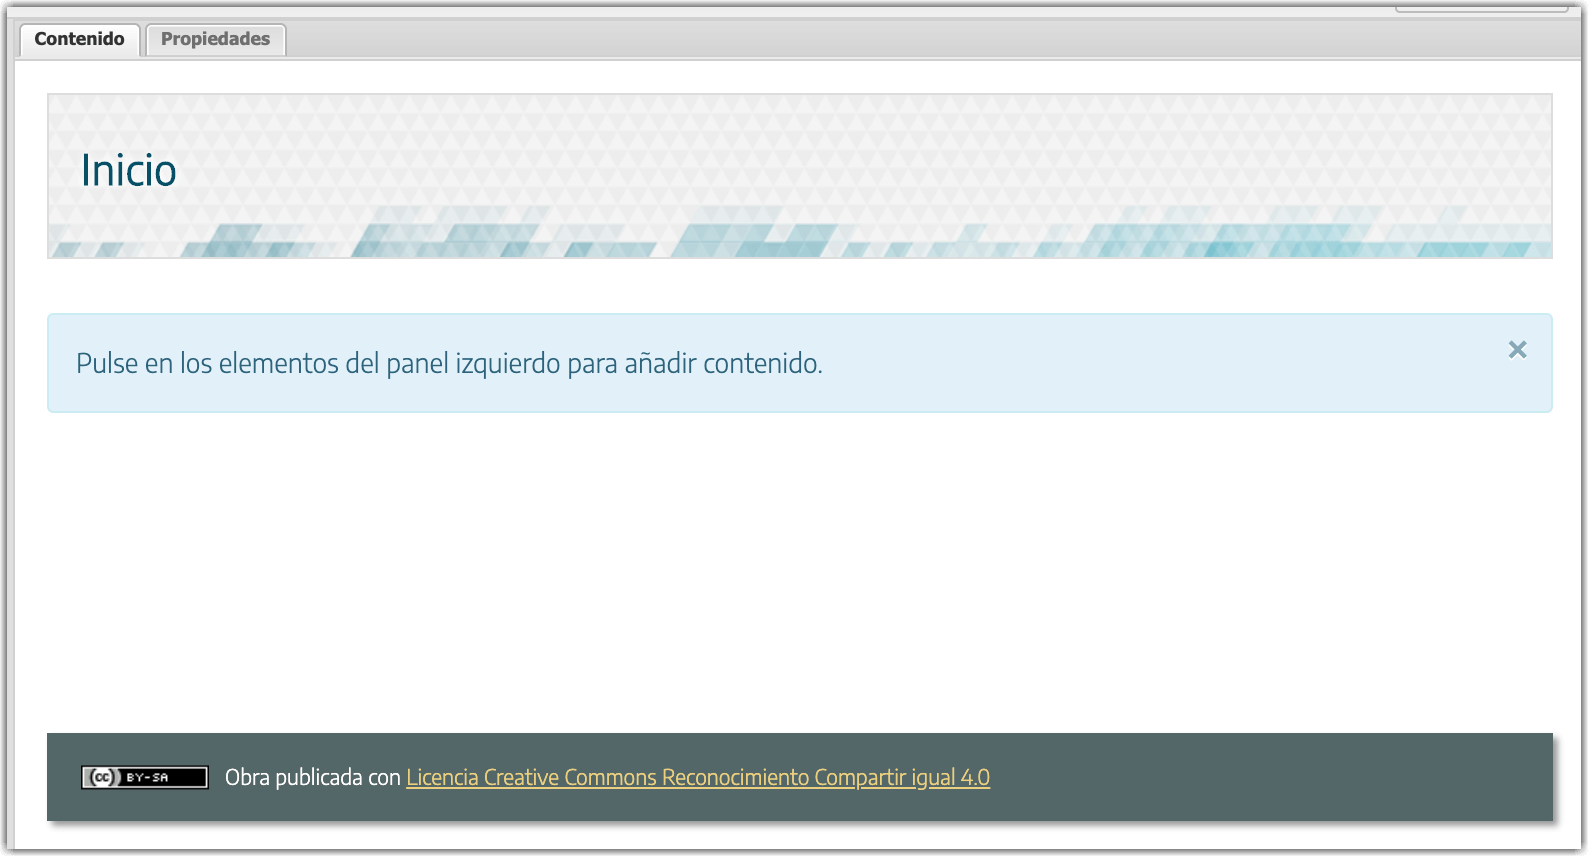 Contenido Propiedades
Inicio
Pulse en los elementos del panel izquierdo para añadir contenido.
×
(cc) BY-SA Obra publicada con Licencia Creative Commons Reconocimiento Compartir igual 4.0